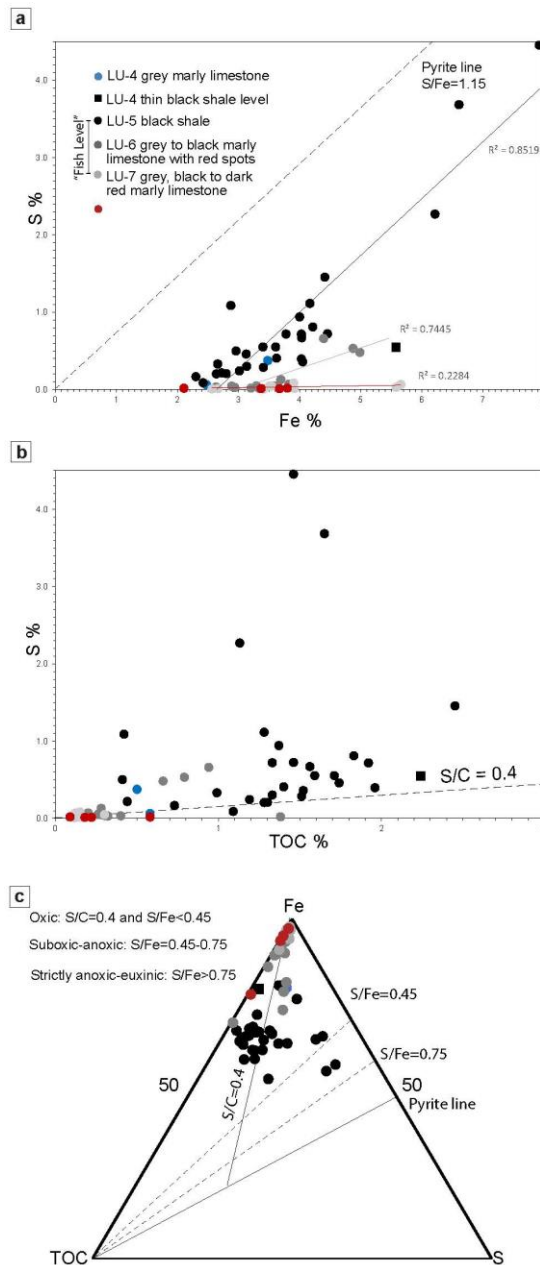 a
4.0
3.0
2.0
1.0
0.0
S %
0
1
2
3
4
5
6
7
8
Fe %
LU-4 grey marly limestone
LU-4 thin black shale level
LU-5 black shale
LU-6 grey to black marly
limestone with red spots
LU-7 grey, black to dark
red marly limestone
"Fish Level"
Pyrite line
S/Fe=1.15
R² = 0.8519
R² = 0.7445
R² = 0.2284
b
4.0
3.0
2.0
1.0
0.0
S %
0
1
2
TOC %
S/C = 0.4
c
Oxic: S/C=0.4 and S/Fe<0.45
Suboxic-anoxic: S/Fe=0.45-0.75
Strictly anoxic-euxinic: S/Fe>0.75
Fe
S/Fe=0.45
S/Fe=0.75
50
50
Pyrite line
S/C=0.4
TOC
S